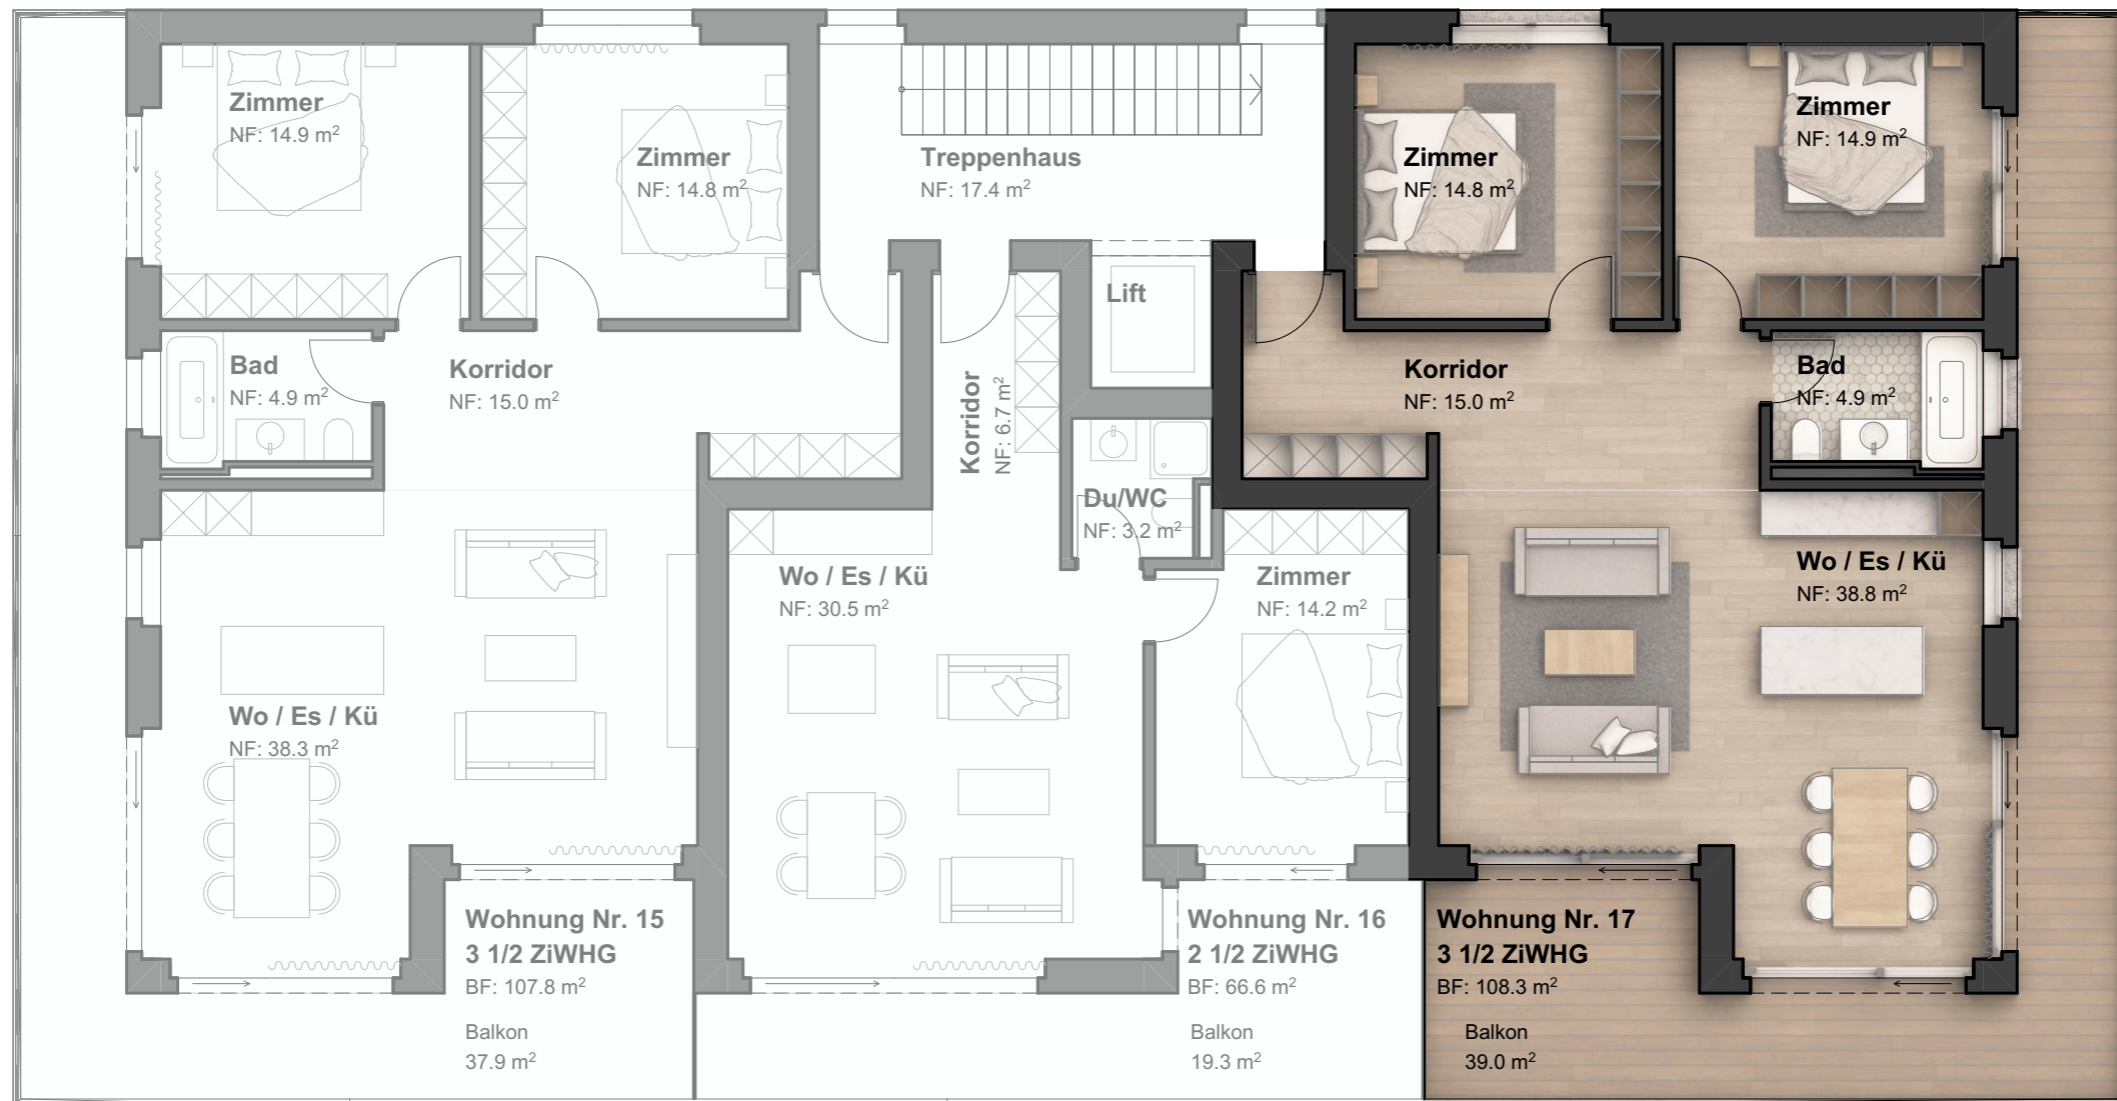 Zimmer
NF: 14.9 m²
Zimmer
NF: 14.8 m²
Treppenhaus
NF: 17.4 m²
Zimmer
NF: 14.8 m²
Zimmer
NF: 14.9 m²
Lift
Bad
NF: 4.9 m²
Korridor
NF: 15.0 m²
Korridor
NF: 6.7 m²
Korridor
NF: 15.0 m²
Bad
NF: 4.9 m²
Du/WC
NF: 3.2 m²
Wo / Es / Kü
NF: 30.5 m²
Zimmer
NF: 14.2 m²
Wo / Es / Kü
NF: 38.8 m²
Wo / Es / Kü
NF: 38.3 m²
Wohnung Nr. 15
3 1/2 ZiWHG
BF: 107.8 m²
Balkon
37.9 m²
Wohnung Nr. 16
2 1/2 ZiWHG
BF: 66.6 m²
Balkon
19.3 m²
Wohnung Nr. 17
3 1/2 ZiWHG
BF: 108.3 m²
Balkon
39.0 m²